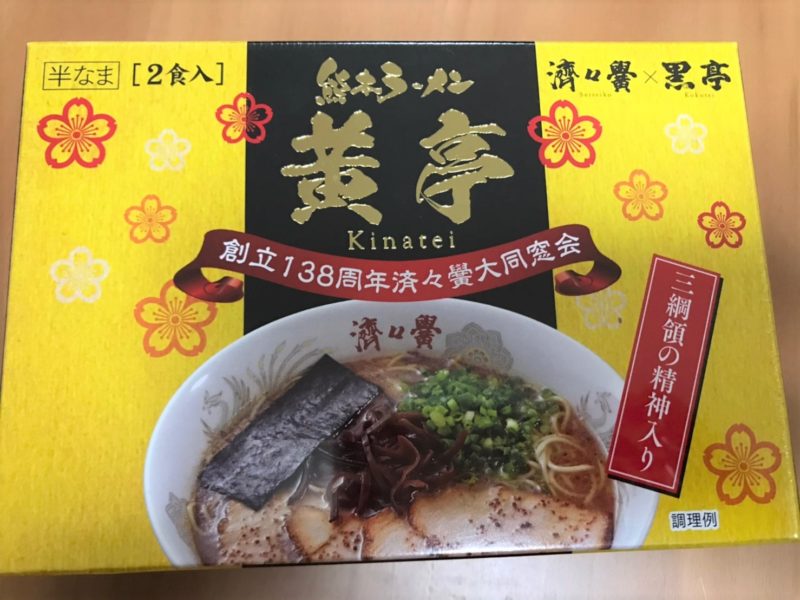 半なま [2食入]
熊本ラーメン
黄亭
Kinatei
濟々黌×黒亭
Seiseiko Kokutei
創立138周年済々黌大同窓会
三綱領の精神入り
濟々黌
調理例